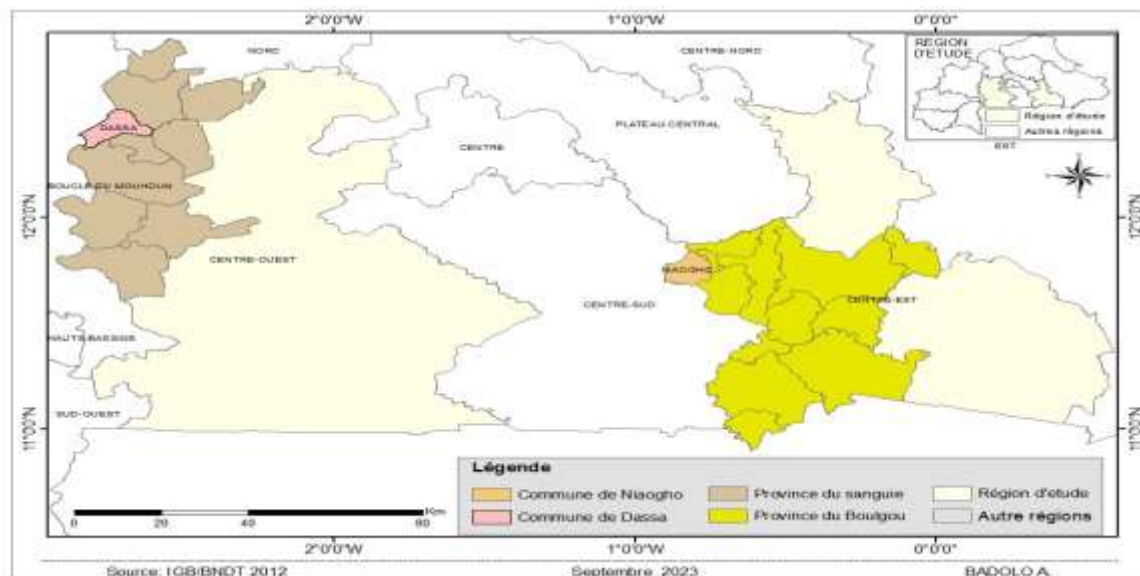 2°0'0"W 1°0'0"W 0°0'0"
NORD
CENTRE-NORD
REGION
D'ETUDE
Région d'étude
Autres régions
EST
DASSA
CENTRE
PLATEAU-CENTRAL
BOUCLE DU MOUHOUN
12°0'0"N
12°0'0"N
CENTRE-OUEST
NIAOGHO
CENTRE-SUD
CENTRE-EST
HAUTS-BASSINS
SUD-OUEST
11°0'0"N
11°0'0"N
Légende
Commune de Niaogho
Province du sanguie
Région d'etude
Commune de Dassa
Province du Boulgou
Autre régions
Km
0 20 40 80
2°0'0"W 1°0'0"W 0°0'0"
Source: IGB/BNDT 2012 Septembre 2023 BADOLO A.